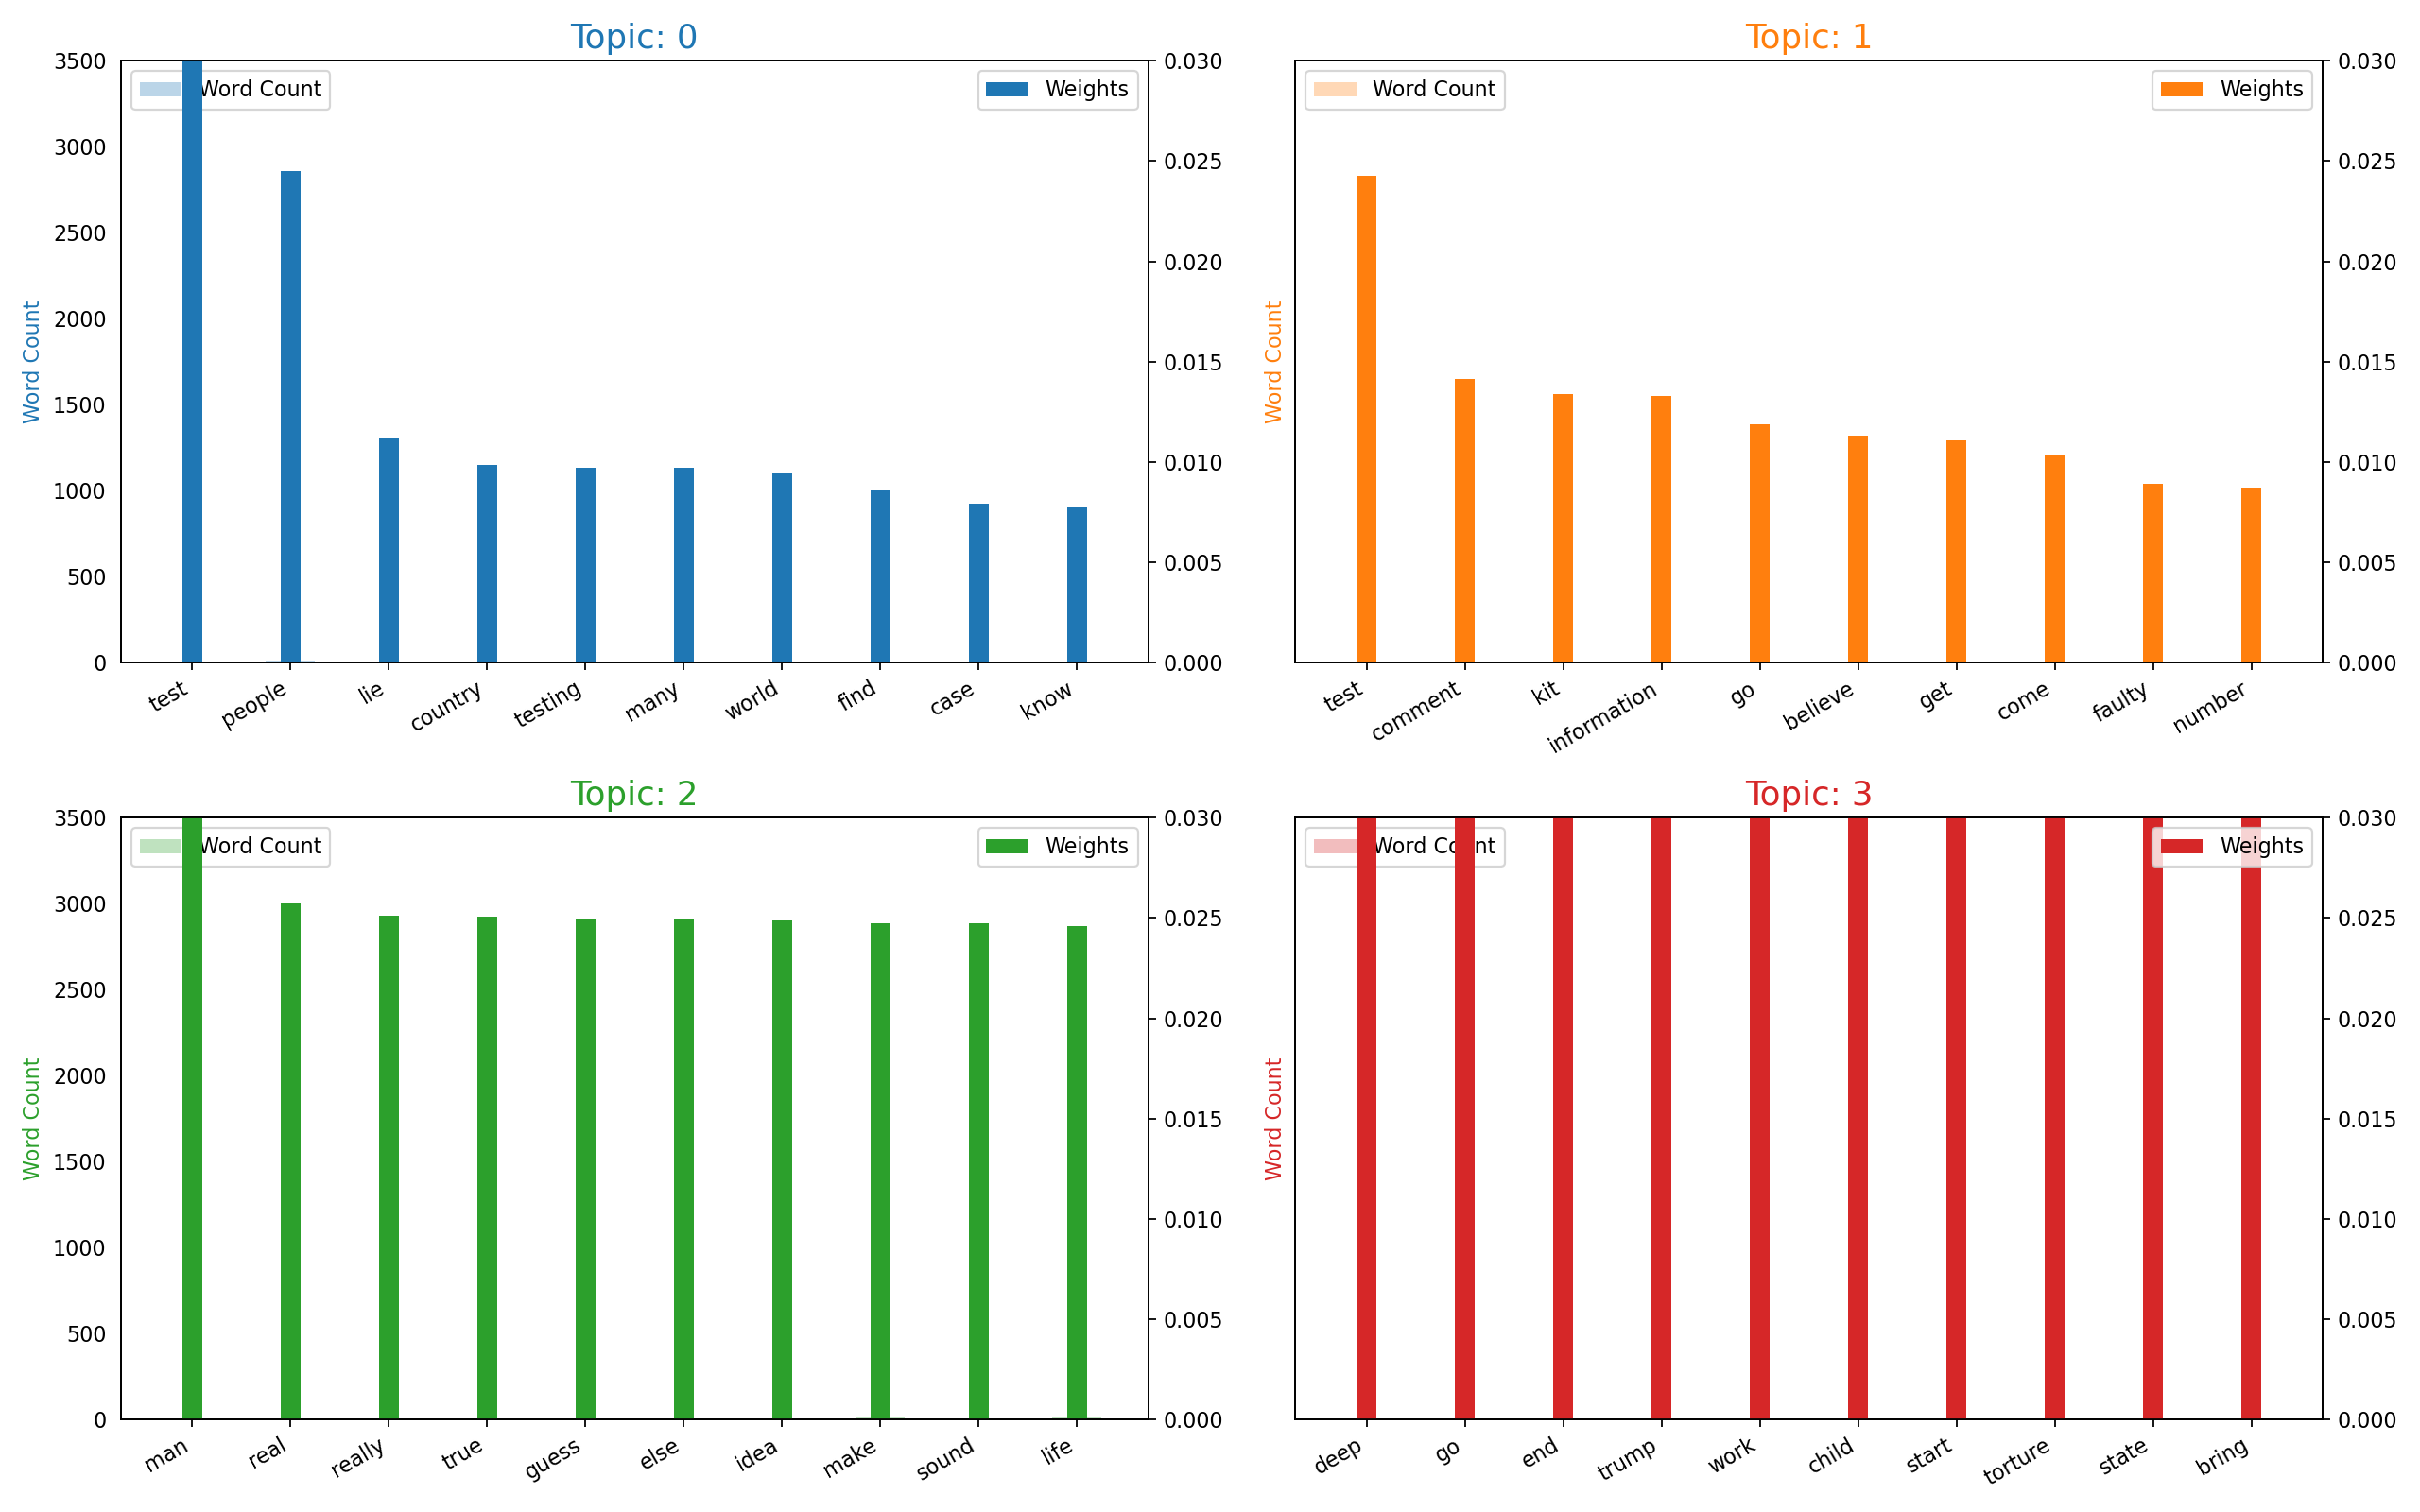 Topic: 0
Word Count
Weights
3500
3000
2500
2000
1500
1000
500
0
Word Count
0.030
0.025
0.020
0.015
0.010
0.005
0.000
test people lie country testing many world find case know
Topic: 1
Word Count
Weights
Word Count
0.030
0.025
0.020
0.015
0.010
0.005
0.000
test comment kit information go believe get come faulty number
Topic: 2
Word Count
Weights
3500
3000
2500
2000
1500
1000
500
0
Word Count
0.030
0.025
0.020
0.015
0.010
0.005
0.000
man real really true guess else idea make sound life
Topic: 3
Word Count
Weights
Word Count
0.030
0.025
0.020
0.015
0.010
0.005
0.000
deep go end trump work child start torture state bring